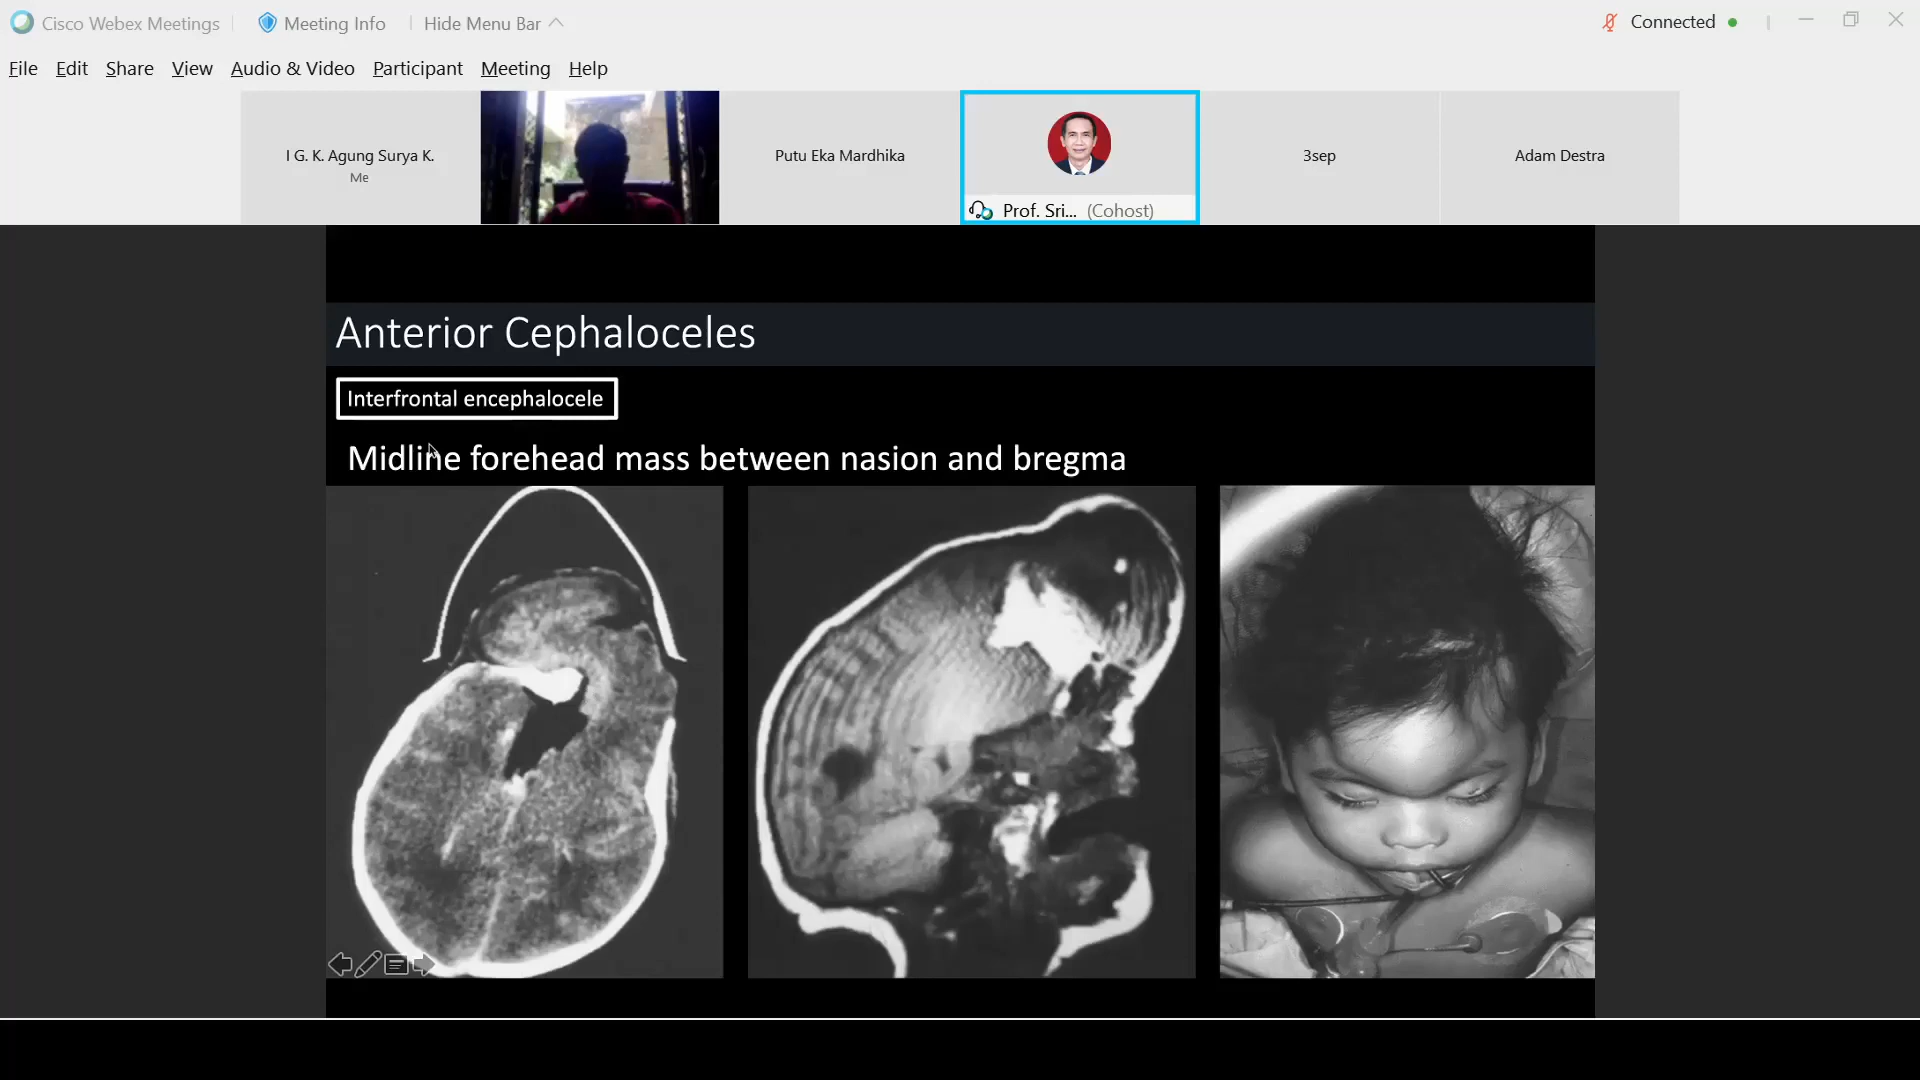 Cisco Webex Meetings
Meeting Info
Hide Menu Bar
Connected
File Edit Share View Audio & Video Participant Meeting Help
I G. K. Agung Surya K.
Me
Putu Eka Mardhika
Prof. Sri... (Cohost)
3sep
Adam Destra
Anterior Cephaloceles
Interfrontal encephalocele
Midline forehead mass between nasion and bregma